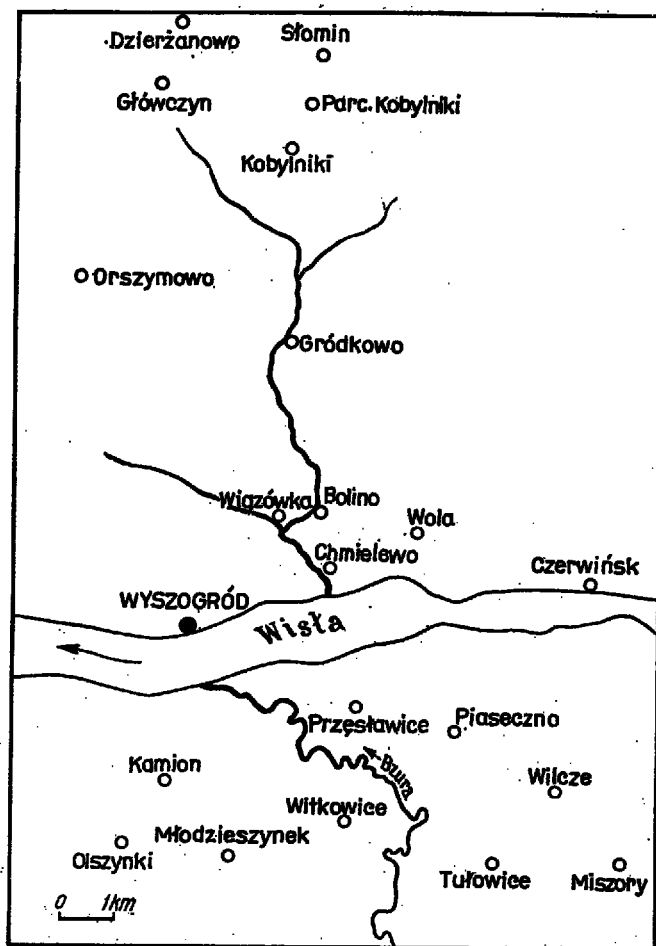 Dzierżanowo
Słomin
Główczyn
Parc. Kobylniki
Kobylniki
Orszymowo
Gródkowo
Wiązówka
Bolino
Wola
Chmielewo
Czerwińsk
WYSZOGRÓD
Wisła
Przęsławice
Piaseczno
Bzura
Kamion
Wilcze
Witkowice
Młodzieszynek
Olszynki
Tułowice
Miszory
0 1km